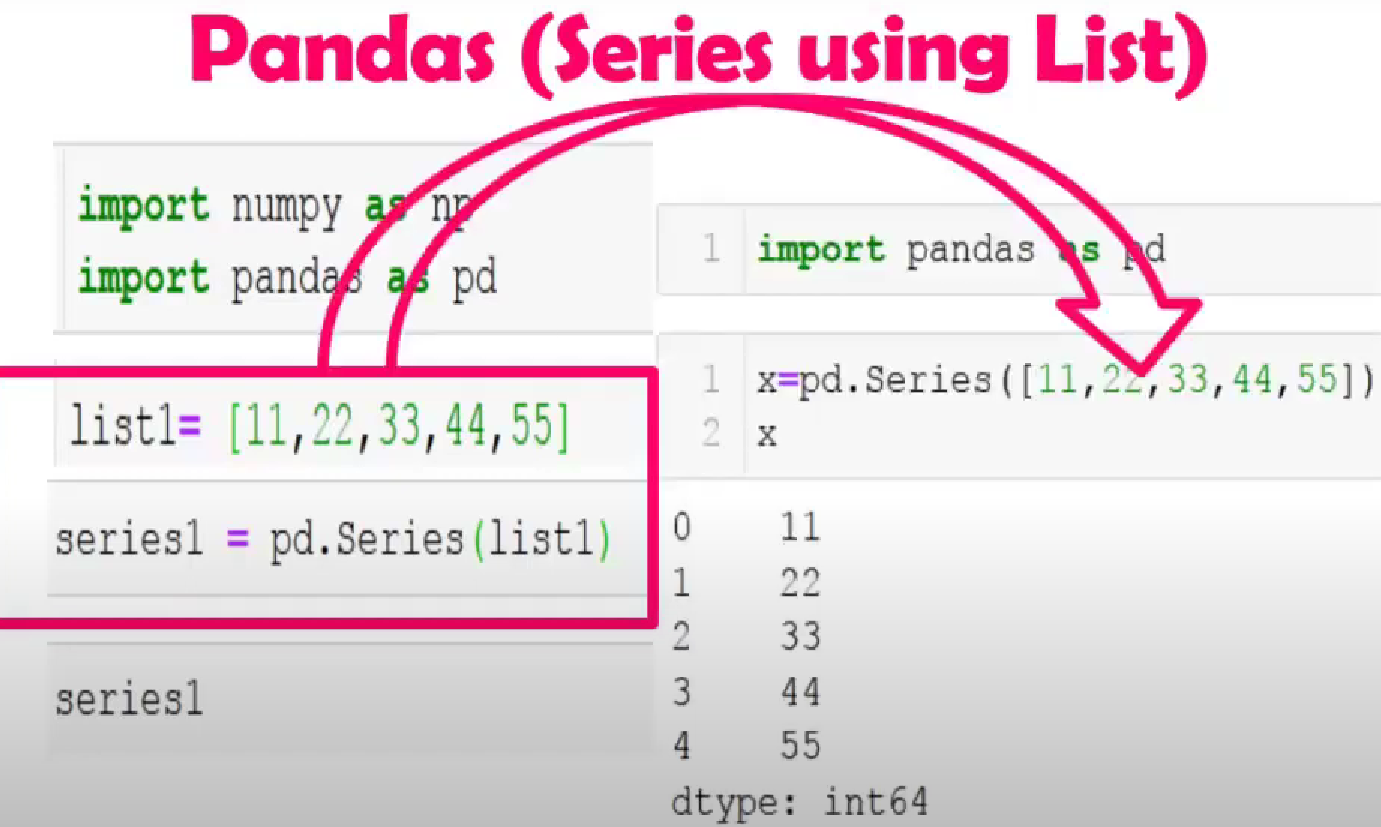 Pandas (Series using List)
import numpy as np
import pandas as pd
list1= [11,22,33,44,55]
series1 = pd.Series(list1)
series1
1 import pandas as pd
1 x=pd.Series([11,22,33,44,55])
2 x
0 11
1 22
2 33
3 44
4 55
dtype: int64